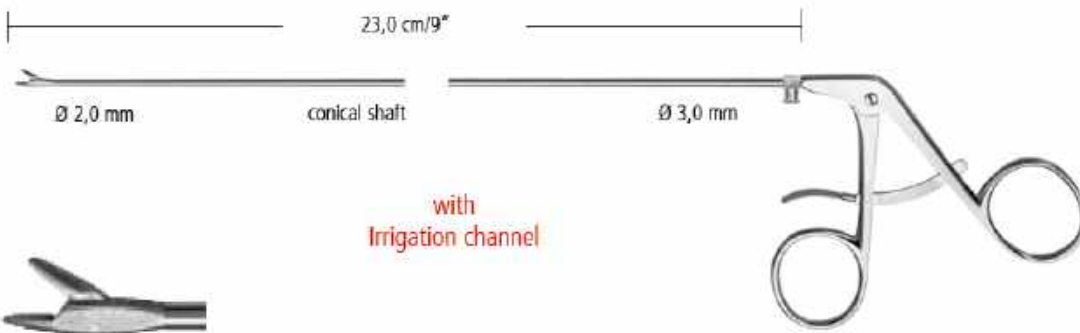 23,0 cm/9"
Ø 2,0 mm
conical shaft
Ø 3,0 mm
with
Irrigation channel